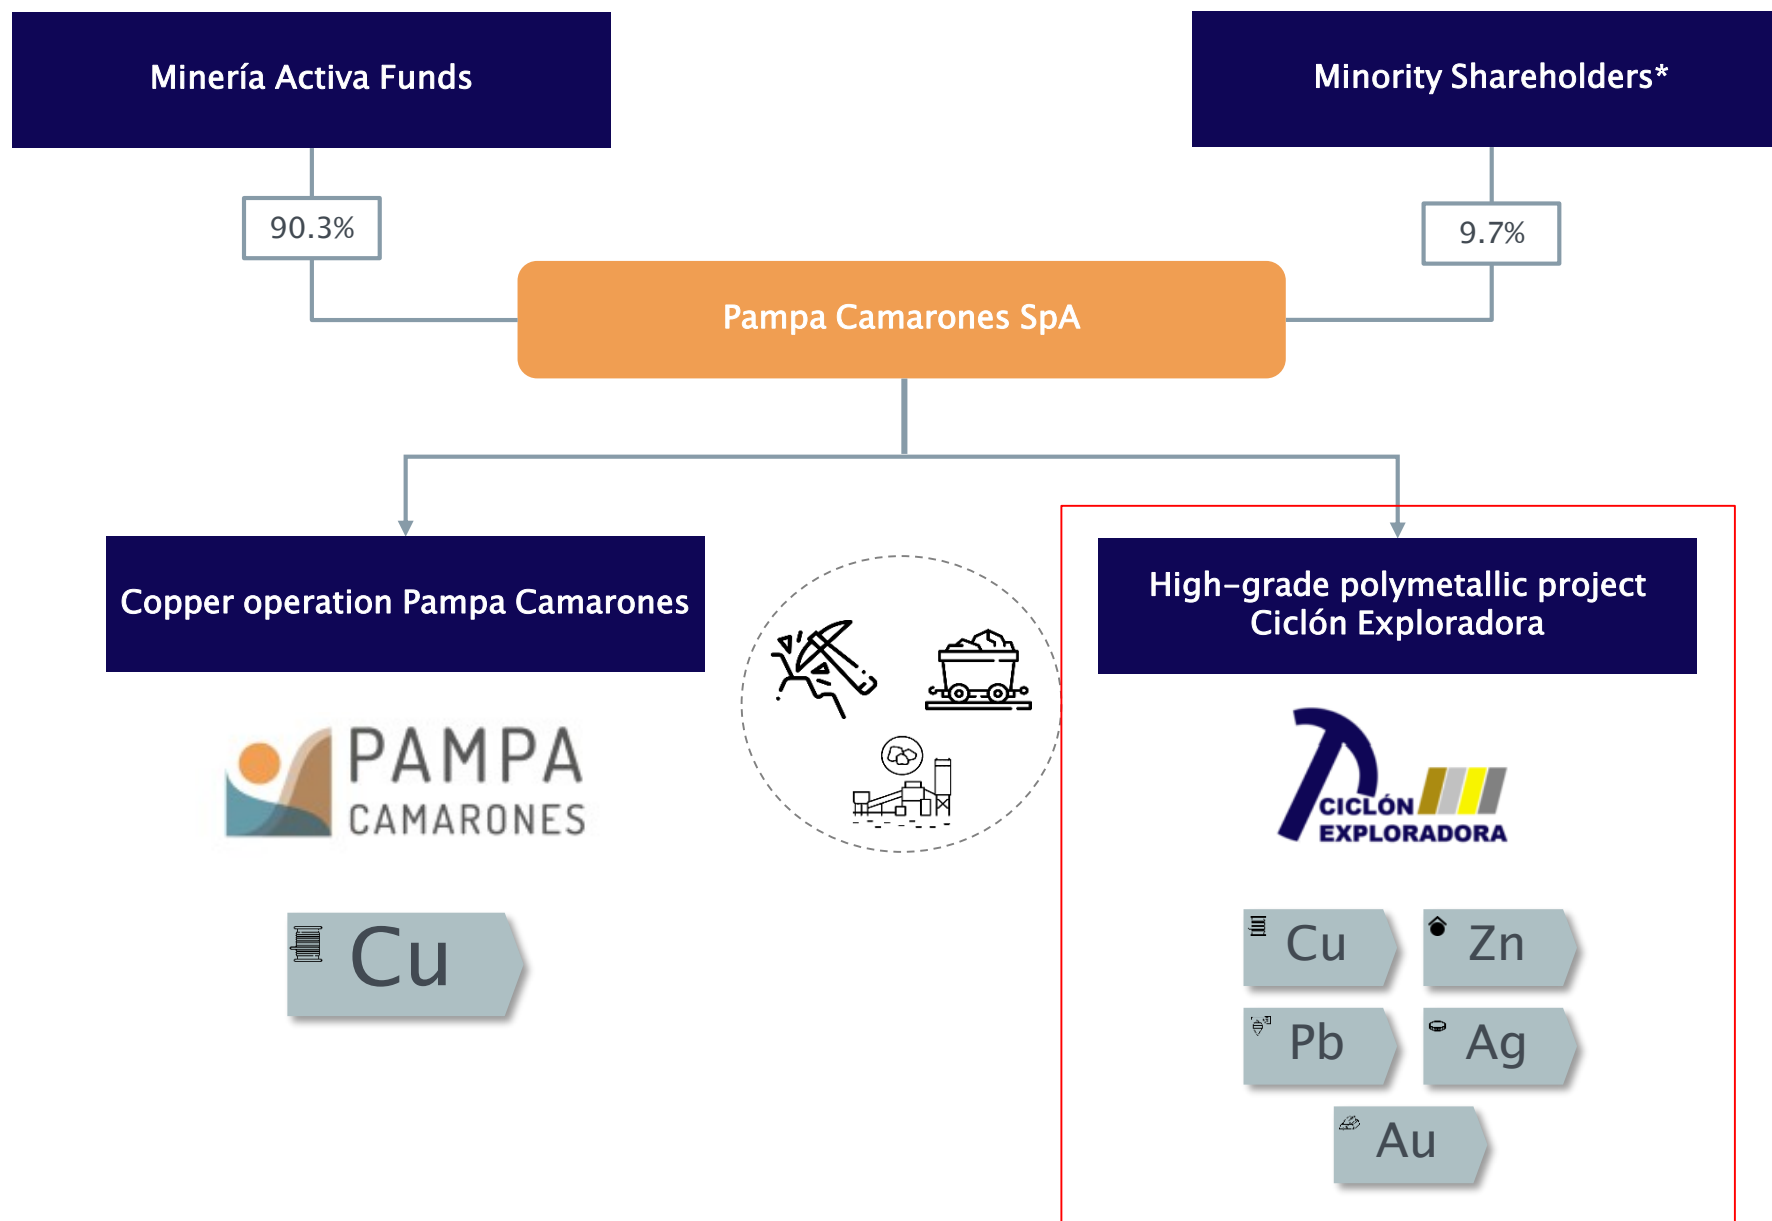 Minería Activa Funds
Minority Shareholders*
90.3%
9.7%
Pampa Camarones SpA
Copper operation Pampa Camarones
High-grade polymetallic project
Ciclón Exploradora
PAMPA
CAMARONES
CICLÓN
EXPLORADORA
Cu
Cu
Zn
Pb
Ag
Au